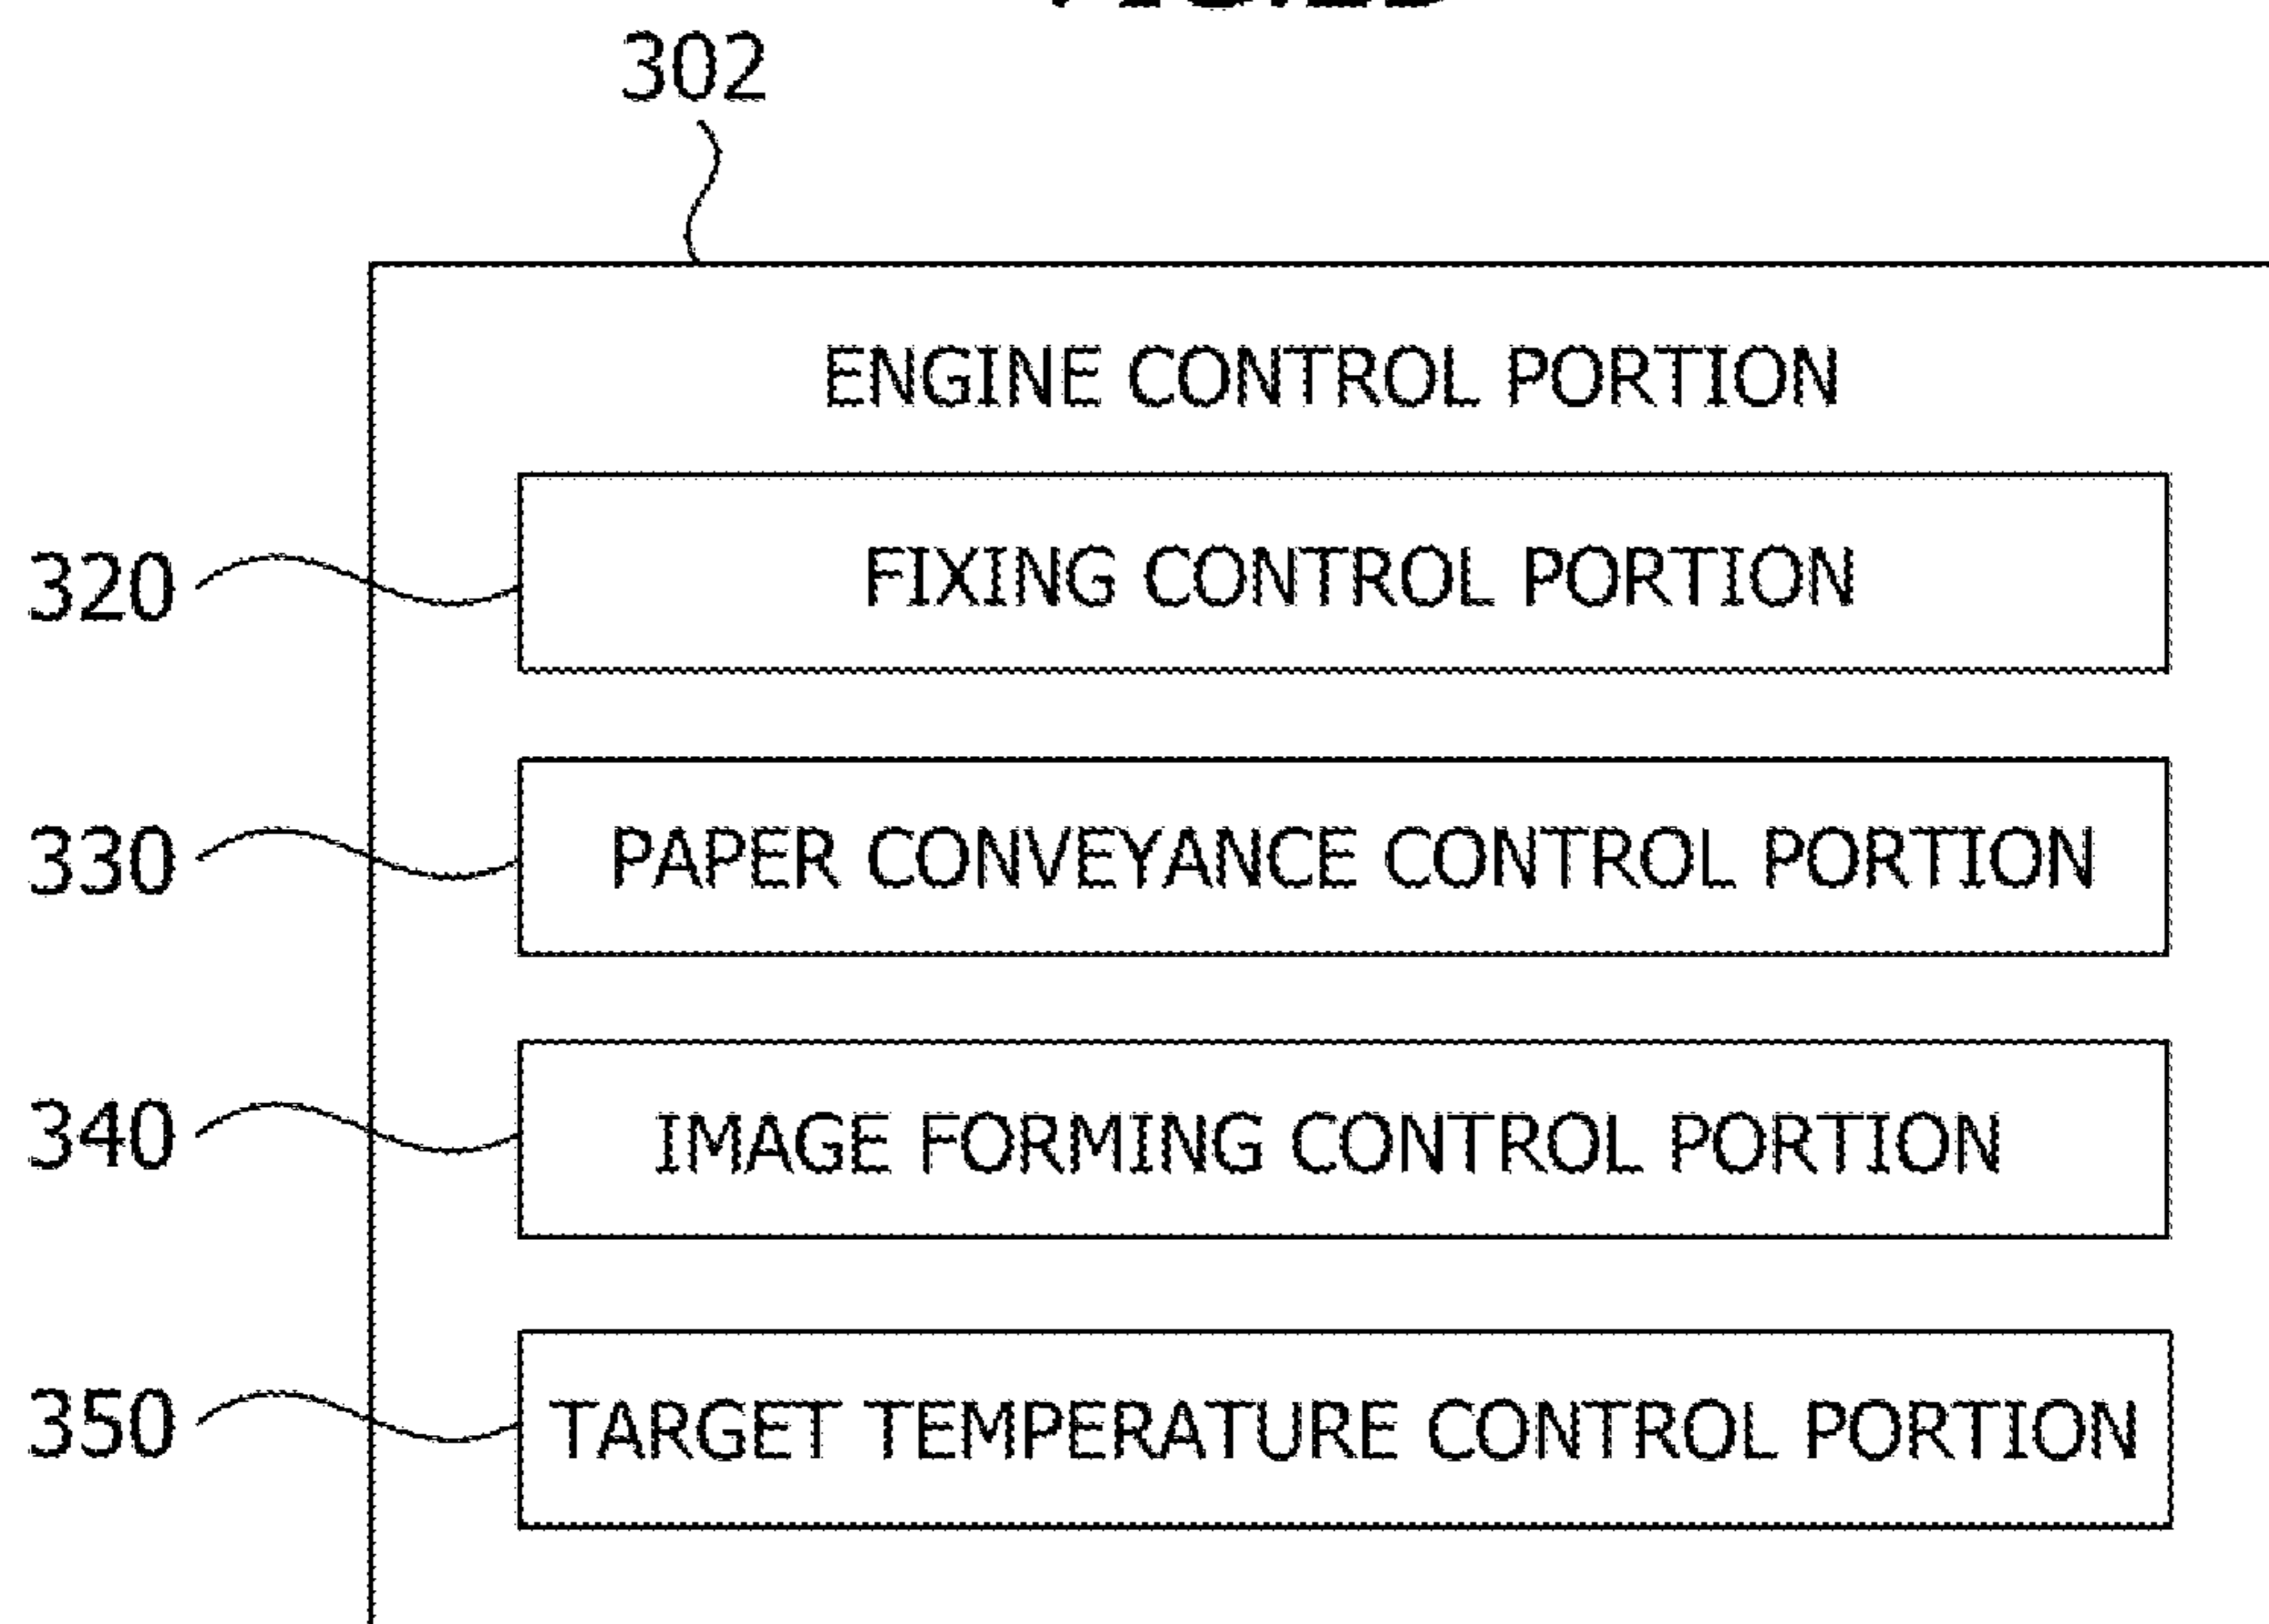 302
ENGINE CONTROL PORTION
320 FIXING CONTROL PORTION
330 PAPER CONVEYANCE CONTROL PORTION
340 IMAGE FORMING CONTROL PORTION
350 TARGET TEMPERATURE CONTROL PORTION